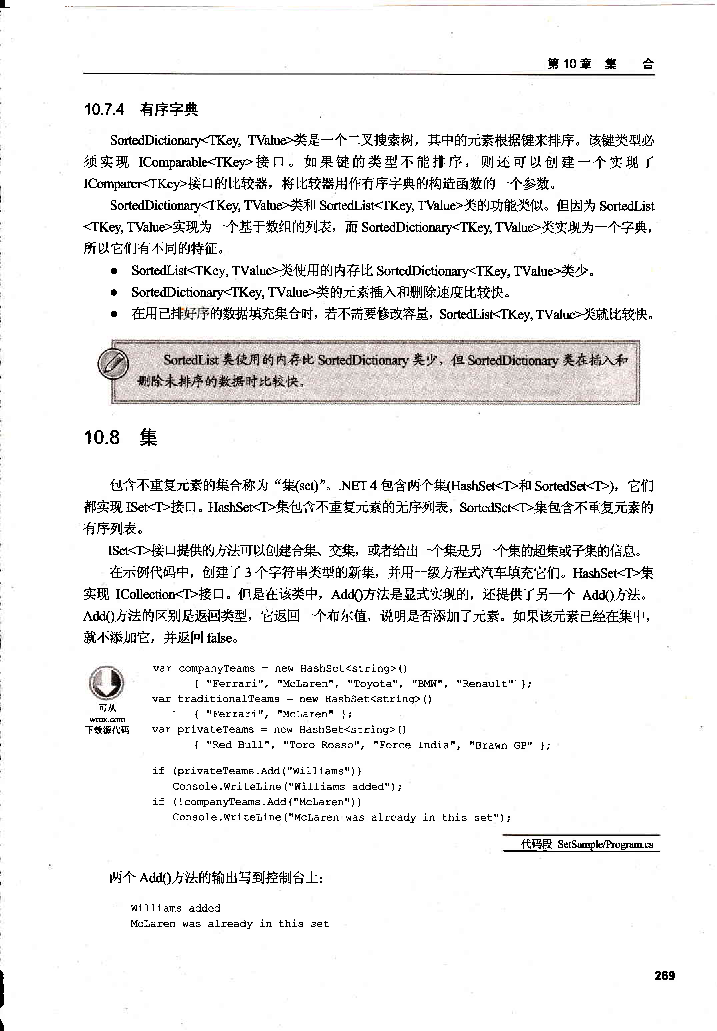 第10章 集 合
10.7.4 有序字典
SortedDictionary<TKey, TValue>类是一个二叉搜索树，其中的元素根据键来排序。该键类型必
须实现 IComparable<TKey>接口。如果键的类型不能排序，则还可以创建一个实现了
IComparer<TKey>接口的比较器，将比较器用作有序字典的构造函数的一个参数。
SortedDictionary<TKey, TValue>类和 SortedList<TKey, TValue>类的功能类似。但因为 SortedList
<TKey, TValue>实现为一个基于数组的列表，而 SortedDictionary<TKey, TValue>类实现为一个字典，
所以它们有不同的特征。
● SortedList<TKey, TValue>类使用的内存比 SortedDictionary<TKey, TValue>类少。
● SortedDictionary<TKey, TValue>类的元素插入和删除速度比较快。
● 在用已排好序的数据填充集合时，若不需要修改容量，SortedList<TKey, TValue>类就比较快。
SortedList 类使用的内存比 SortedDictionary 类少，但 SortedDictionary 类在插入和
删除未排序的数据时比较快。
10.8 集
包含不重复元素的集合称为“集(set)”。.NET 4 包含两个集(HashSet<T>和 SortedSet<T>)，它们
都实现 ISet<T>接口。HashSet<T>集包含不重复元素的无序列表，SortedSet<T>集包含不重复元素的
有序列表。
ISet<T>接口提供的方法可以创建合集、交集，或者给出一个集是另一个集的超集或子集的信息。
在示例代码中，创建了 3 个字符串类型的新集，并用一级方程式汽车填充它们。HashSet<T>集
实现 ICollection<T>接口。但是在该类中，Add()方法是显式实现的，还提供了另一个 Add()方法。
Add()方法的区别是返回类型，它返回一个布尔值，说明是否添加了元素。如果该元素已经在集中，
就不添加它，并返回 false。
可从
wrox.com
下载源代码
var companyTeams = new HashSet<string>()
{ "Ferrari", "McLaren", "Toyota", "BMW", "Renault" };
var traditionalTeams = new HashSet<string>()
{ "Ferrari", "McLaren" };
var privateTeams = new HashSet<string>()
{ "Red Bull", "Toro Rosso", "Force India", "Brawn GP" };
if (privateTeams.Add("Williams"))
Console.WriteLine("Williams added");
if (!companyTeams.Add("McLaren"))
Console.WriteLine("McLaren was already in this set");
代码段 SetSample/Program.cs
两个 Add()方法的输出写到控制台上：
Williams added
McLaren was already in this set
269